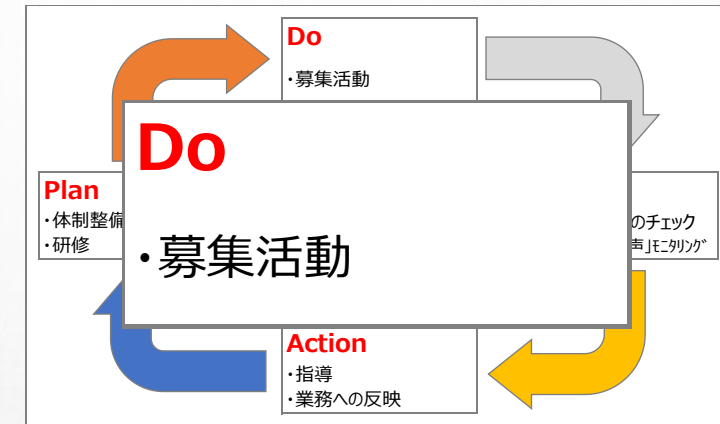 Do
・募集活動
Do
・募集活動
Plan
・体制整備
・研修
のチェック
声」ﾓﾆﾀﾘﾝｸﾞ
Action
・指導
・業務への反映